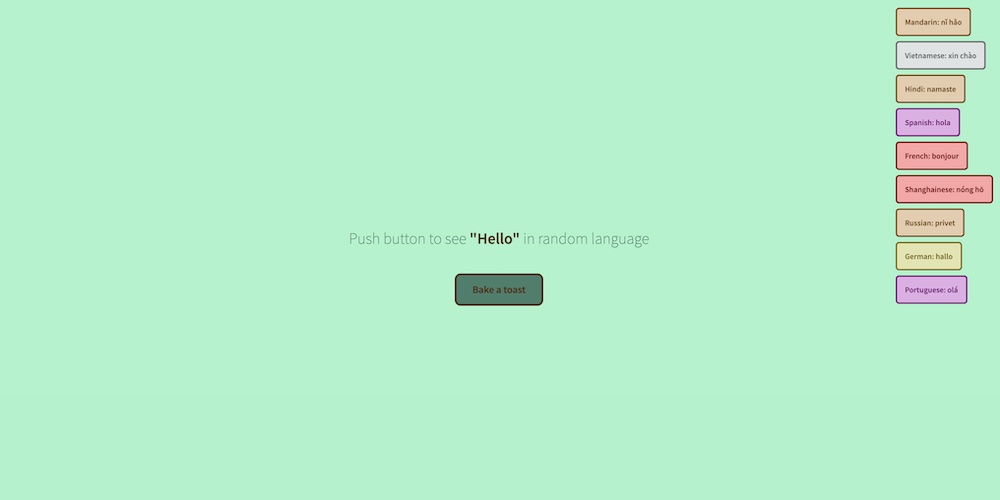 Mandarin: nǐ hǎo
Vietnamese: xin chào
Hindi: namaste
Spanish: hola
French: bonjour
Shanghainese: nóng hō
Russian: privet
German: hallo
Portuguese: olá
Push button to see "Hello" in random language
Bake a toast